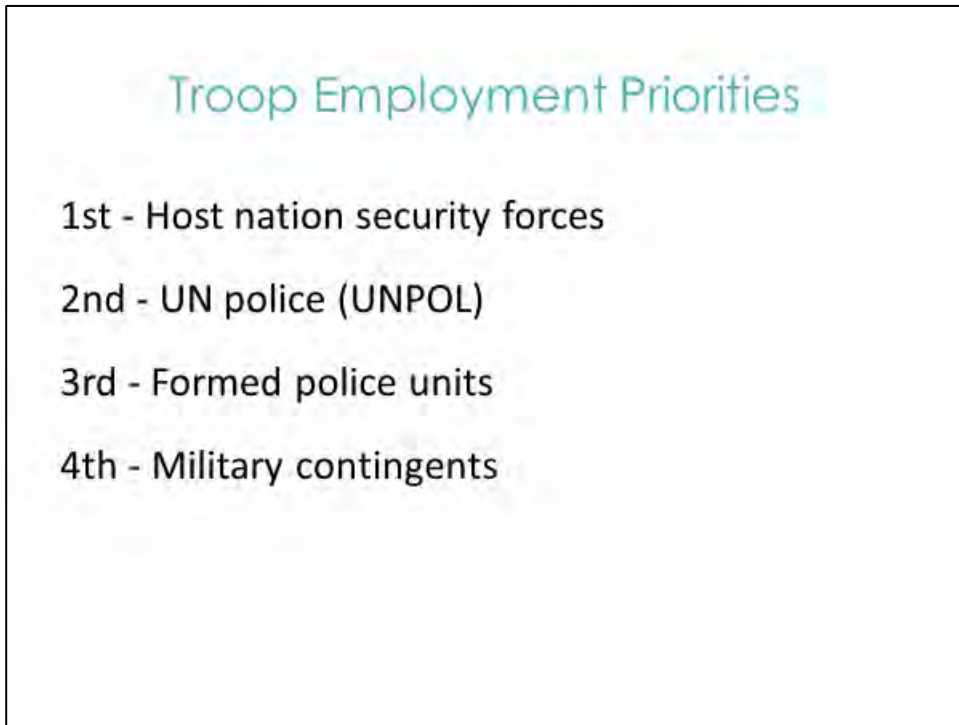 Troop Employment Priorities
1st - Host nation security forces
2nd - UN police (UNPOL)
3rd - Formed police units
4th - Military contingents